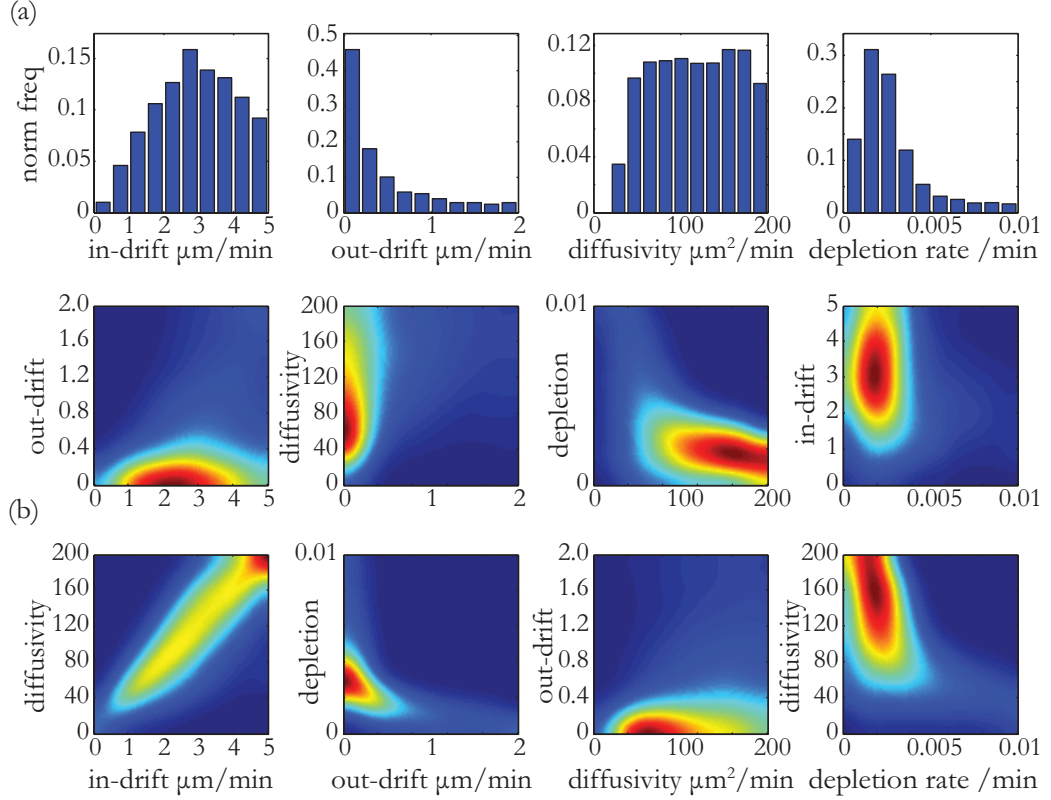 (a)
norm freq
0.15
0.1
0.05
0
0 1 2 3 4 5
in-drift μm/min
0.5
0.4
0.3
0.2
0.1
0
0 1 2
out-drift μm/min
0.12
0.08
0.04
0
0 100 200
diffusivity μm²/min
0.3
0.2
0.1
0
0 0.005 0.01
depletion rate /min
out-drift
2.0
1.6
1.2
0.8
0.4
0
0 1 2 3 4 5
diffusivity
200
160
120
80
40
0
0 1 2
depletion
0.01
0
0 100 200
in-drift
5
4
3
2
1
0
0 0.005 0.01
(b)
diffusivity
200
160
120
80
40
0
0 1 2 3 4 5
in-drift μm/min
depletion
0.01
0
0 1 2
out-drift μm/min
out-drift
2.0
1.6
1.2
0.8
0.4
0
0 100 200
diffusivity μm²/min
diffusivity
200
160
120
80
40
0
0 0.005 0.01
depletion rate /min